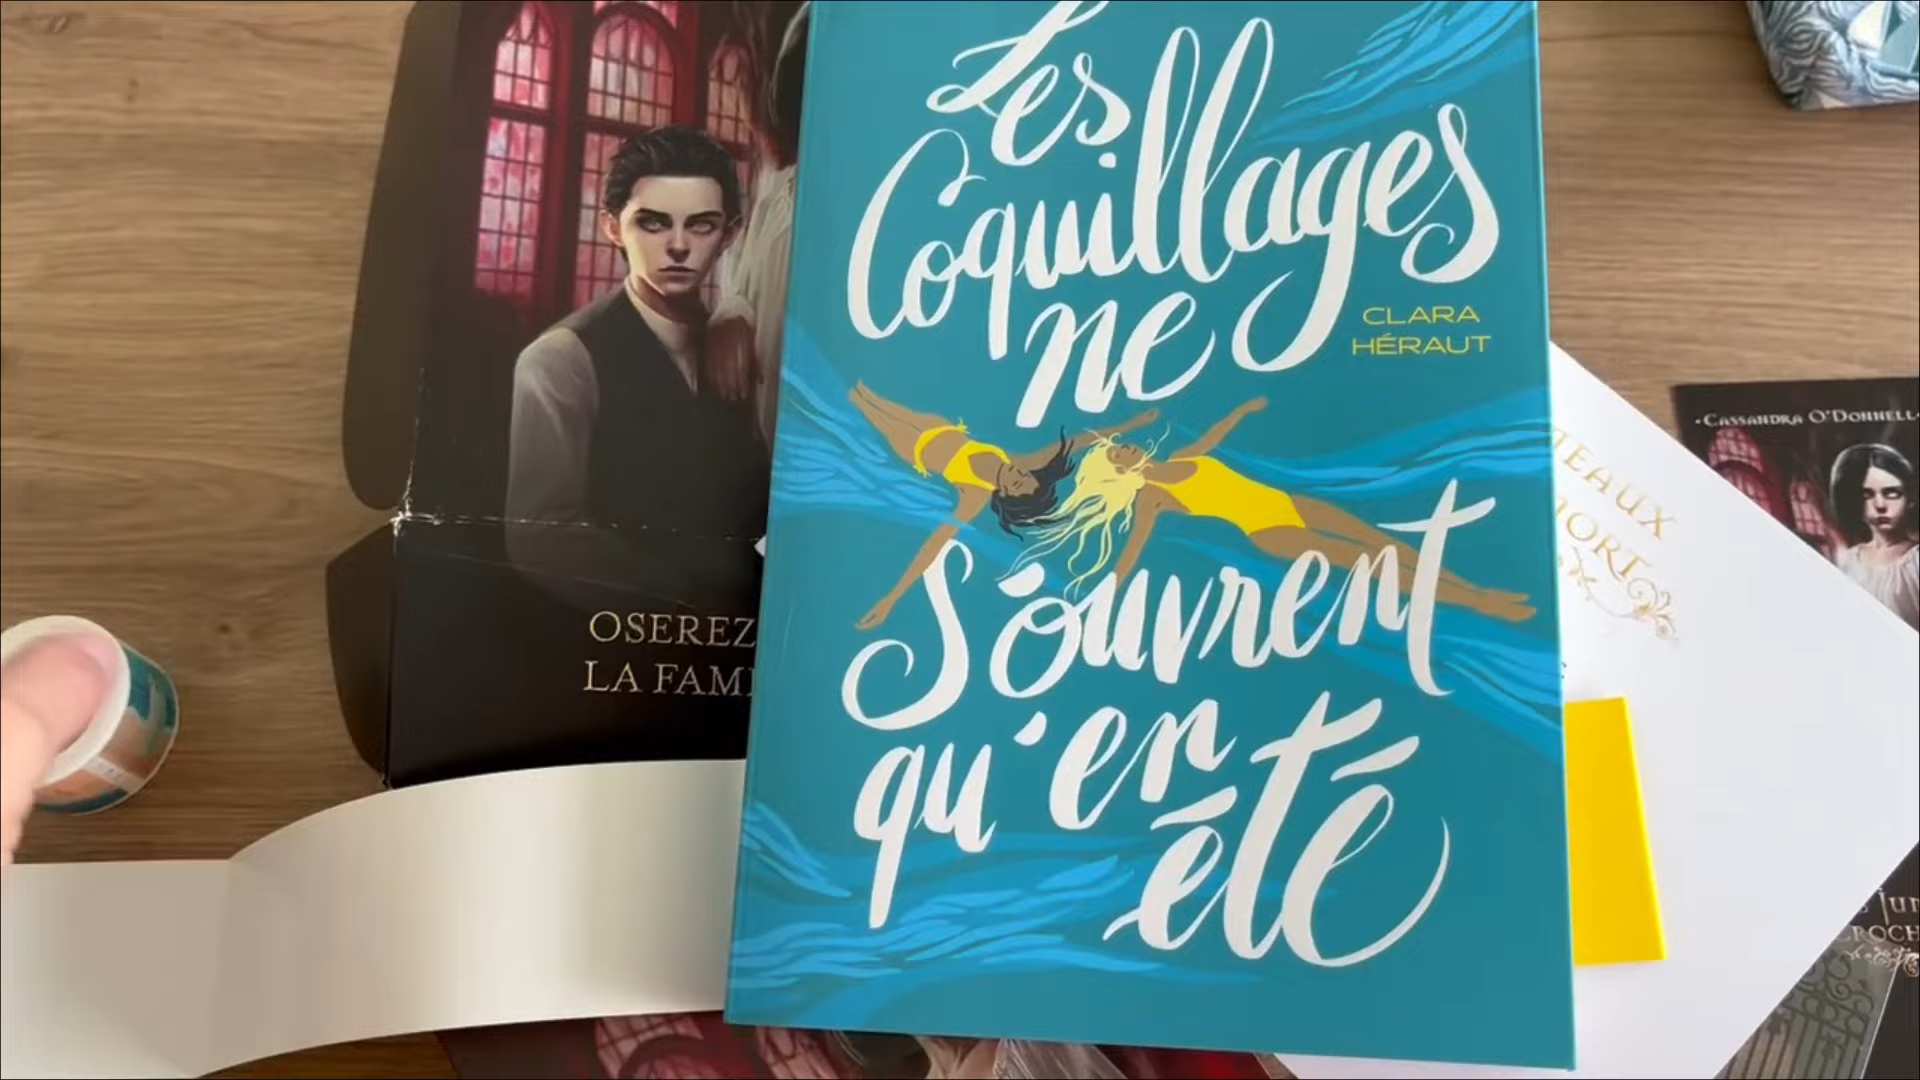 Les
Coquillages
ne
CLARA
HÉRAUT
S'ouvrent
qu'en
été
OSEREZ
LA FAMI
•CASSANDRA O'DONNELL•